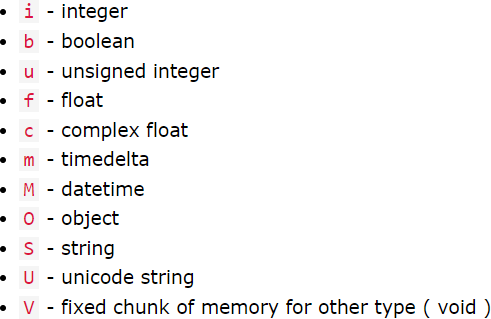 • i - integer
• b - boolean
• u - unsigned integer
• f - float
• c - complex float
• m - timedelta
• M - datetime
• O - object
• S - string
• U - unicode string
• V - fixed chunk of memory for other type ( void )